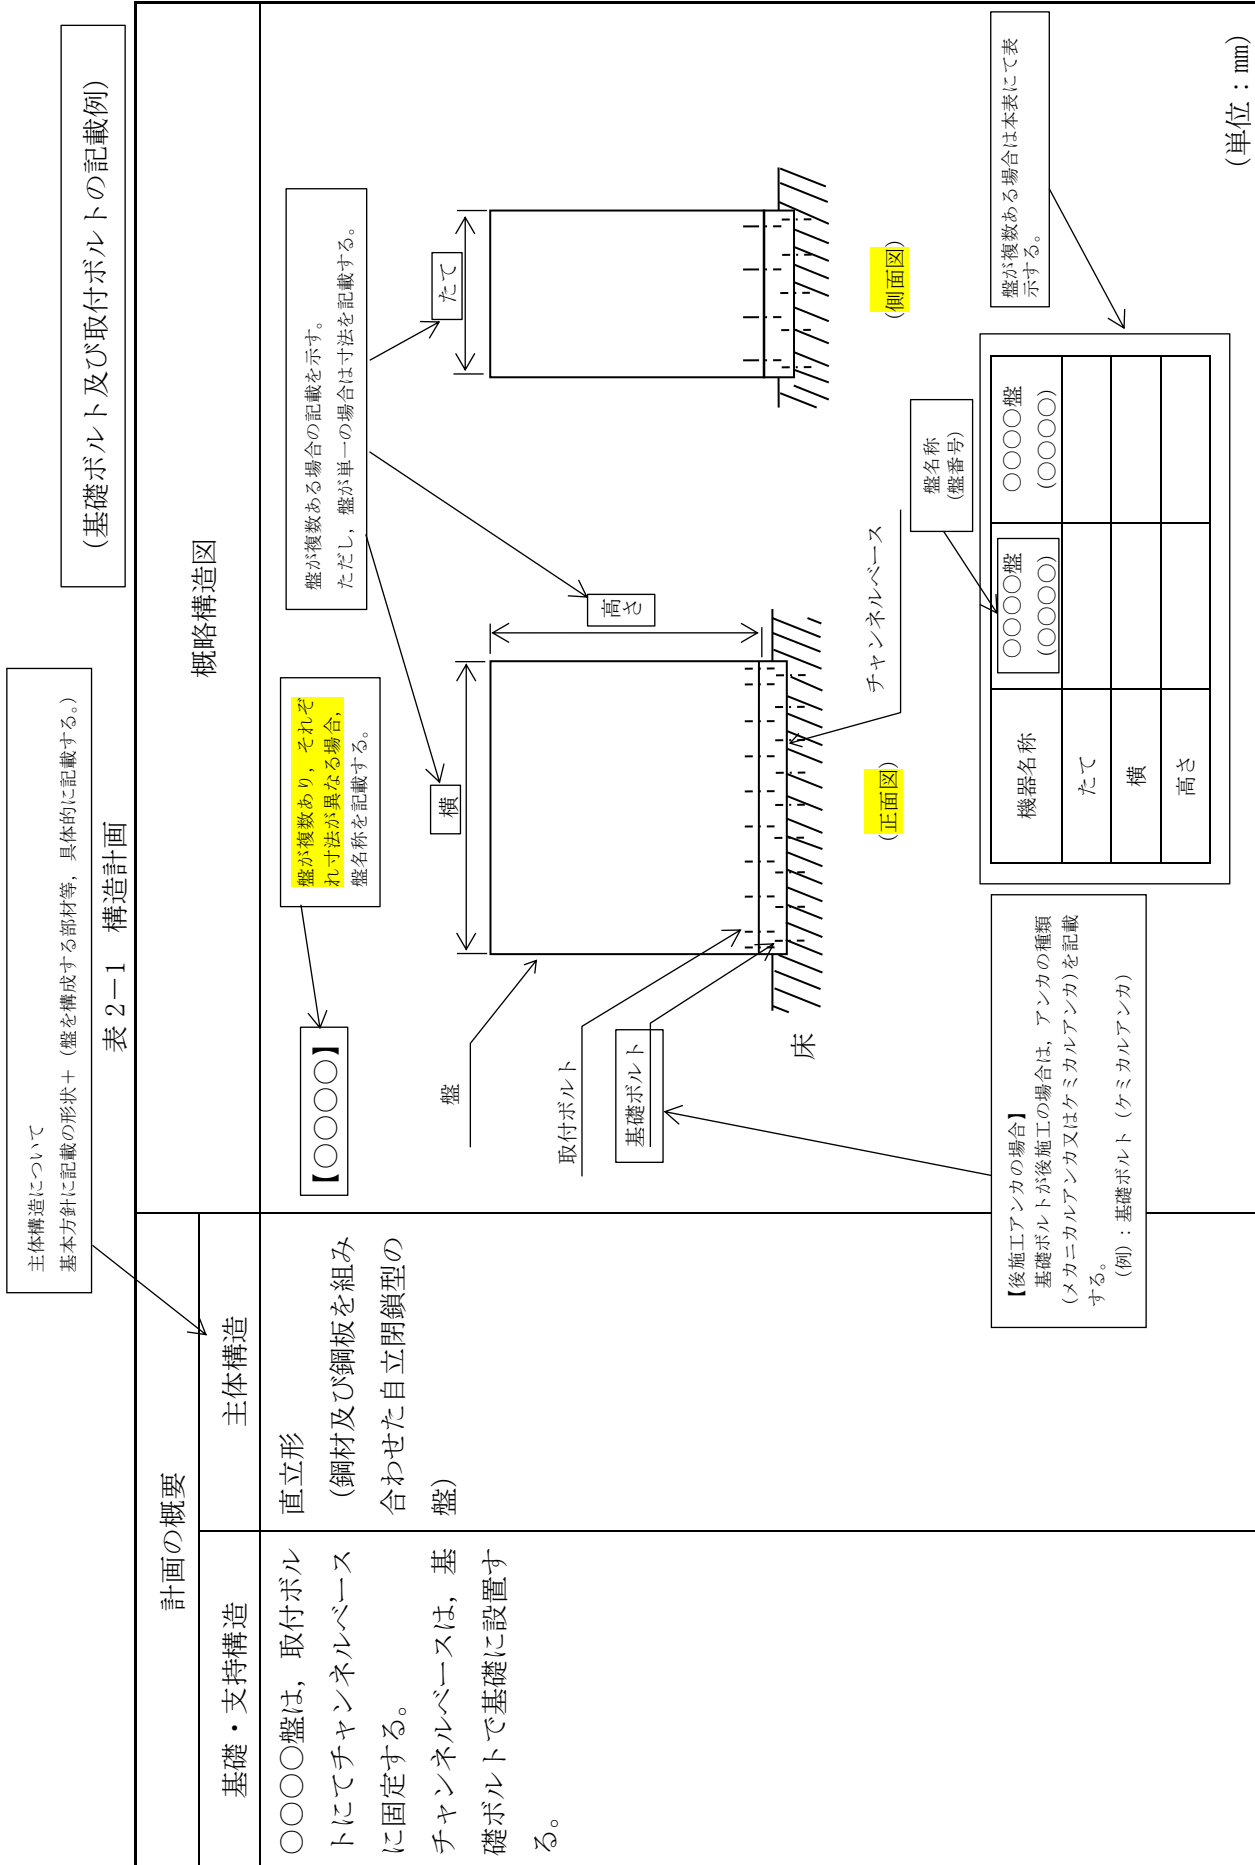 (基礎ボルト及び取付ボルトの記載例)
主体構造について
基本方針に記載の形状＋（盤を構成する部材等，具体的に記載する。）
表 2－1　構造計画
計画の概要
概略構造図
基礎・支持構造
主体構造
○○○○盤は，取付ボル
トにてチャンネルベース
に固定する。
チャンネルベースは，基
礎ボルトで基礎に設置す
る。
直立形
（鋼材及び鋼板を組み
合わせた自立閉鎖型の
盤）
【○○○○】
盤が複数あり，それぞ
れ寸法が異なる場合，
盤名称を記載する。
盤が複数ある場合の記載を示す。
ただし，盤が単一の場合は寸法を記載する。
横
たて
高さ
盤
取付ボルト
基礎ボルト
床
チャンネルベース
(正面図)
(側面図)
【後施工アンカの場合】
基礎ボルトが後施工の場合は，アンカの種類
(メカニカルアンカ又はケミカルアンカ)を記載
する。
(例)：基礎ボルト（ケミカルアンカ）
盤名称
(盤番号)
盤が複数ある場合は本表にて表
示する。
機器名称
○○○○盤
(○○○○)
○○○○盤
(○○○○)
たて
横
高さ
(単位：mm)